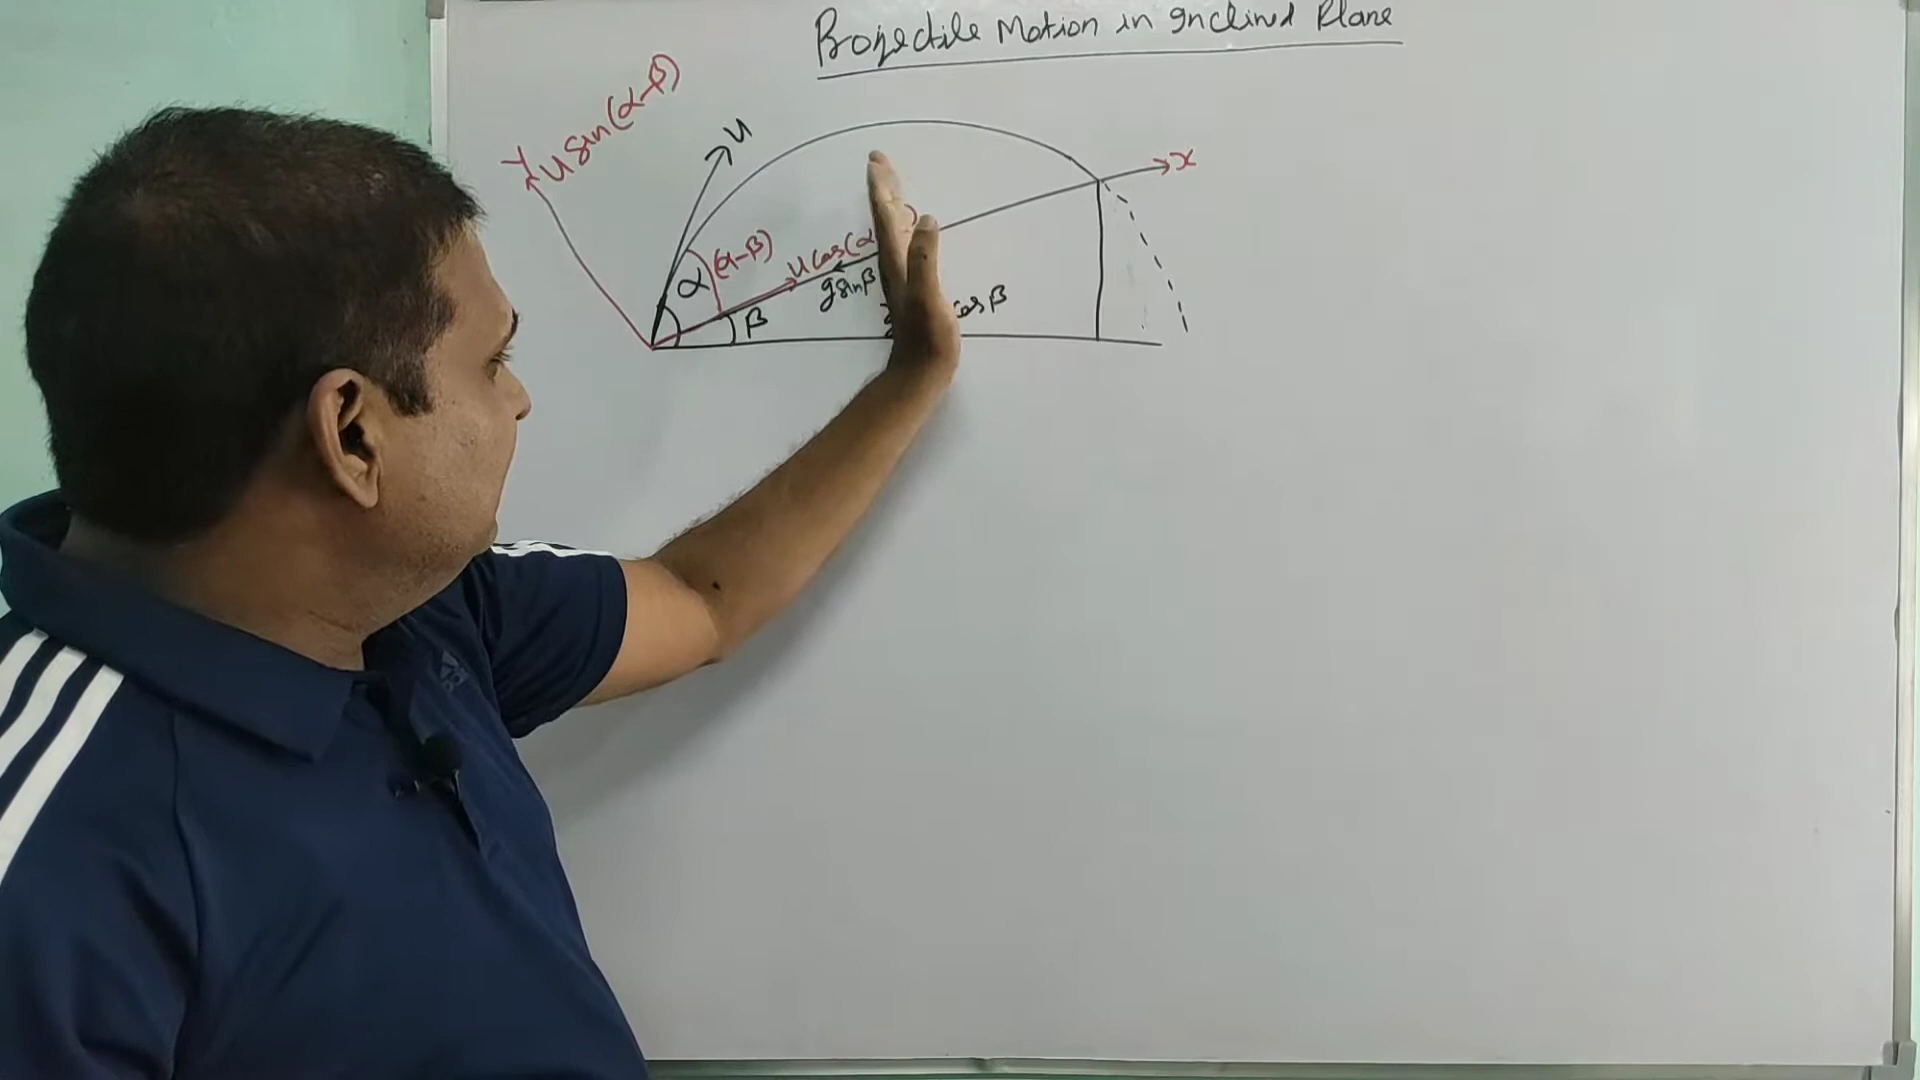 Projectile Motion in Inclined Plane
Y u sin(α-β)
u
x
(α-β)
u cos(α
α
g sinβ
β
cos β